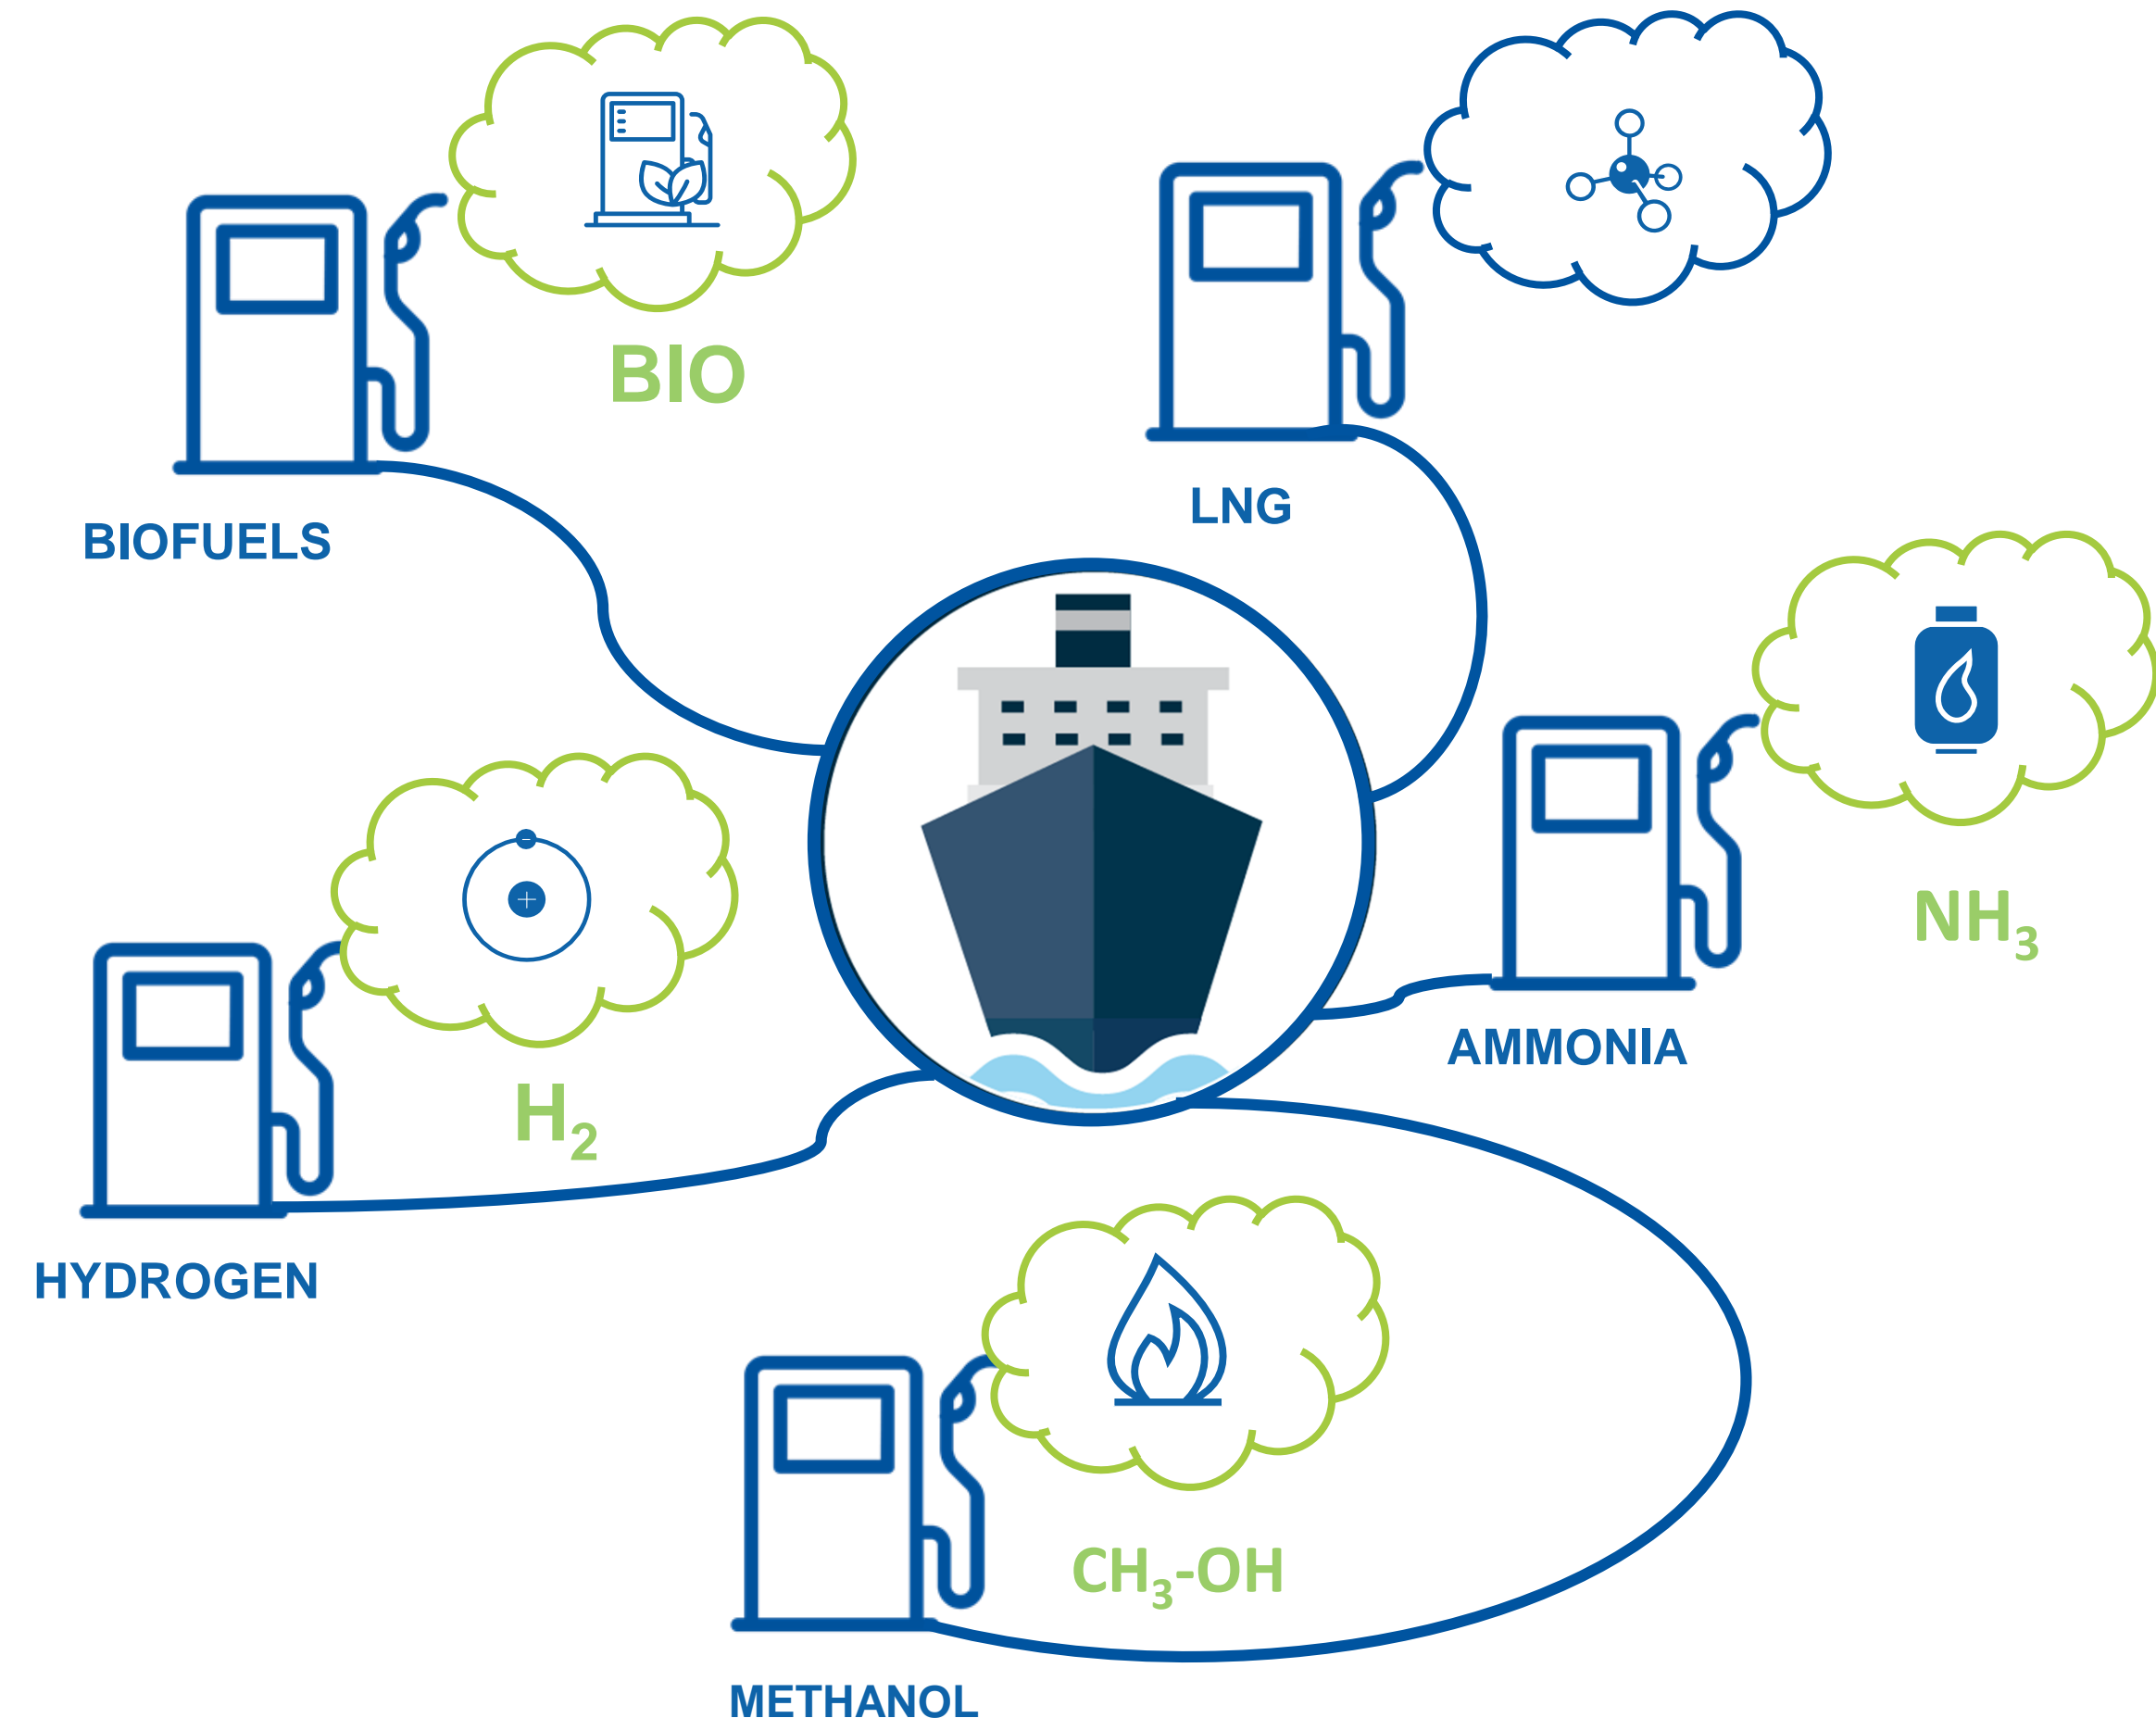 BIO
BIOFUELS
LNG
NH₃
AMMONIA
H₂
HYDROGEN
CH₃-OH
METHANOL